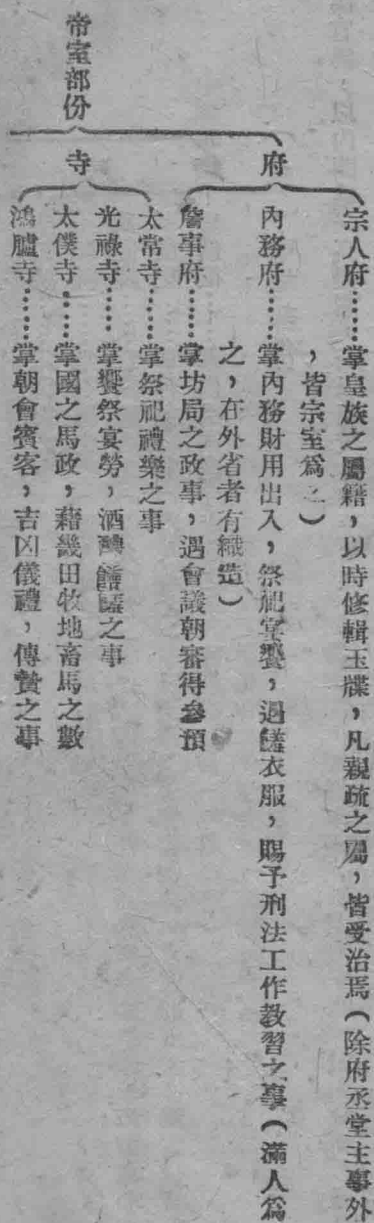 帝室部份
府
宗人府……掌皇族之屬籍，以時修輯玉牒，凡親疏之屬，皆受治焉（除府丞堂主事外
，皆宗室爲之）
內務府……掌內務財用出入，祭祀宴饗，過饈衣服，賜予刑法工作教習之事（滿人爲
之，在外省者有織造）
詹事府……掌坊局之政事，遇會議朝審得參預
寺
太常寺……掌祭祀禮樂之事
光祿寺……掌饗祭宴勞，酒醴饈之事
太僕寺……掌國之馬政，藉畿田牧地畜馬之數
鴻臚寺……掌朝會賓客，吉凶儀禮，傳贊之事